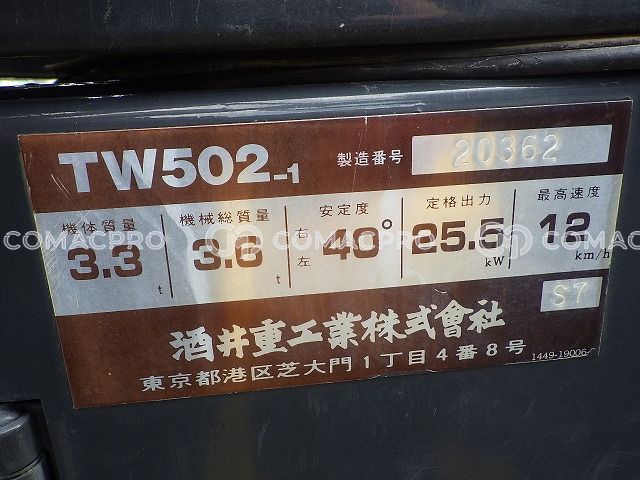 TW502-1 製造番号 20362
機体質量 機械総質量 安定度 定格出力 最高速度
3.3 t 3.6 t 右左 40° 25.5 kW 12 km/h
S7
酒井重工業株式會社
東京都港区芝大門1丁目4番8号 1449-19006
COMACPRO COMACPRO COMACPRO